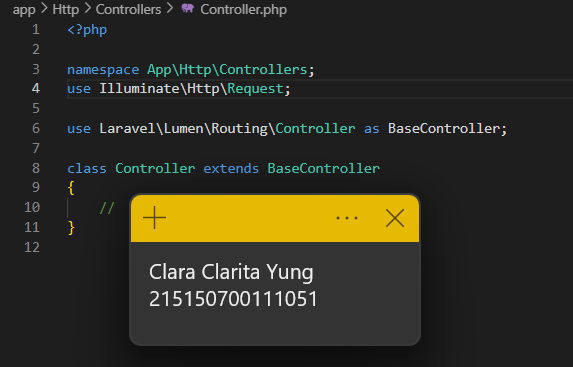 app > Http > Controllers > Controller.php
1 <?php
2
3 namespace App\Http\Controllers;
4 use Illuminate\Http\Request;
5
6 use Laravel\Lumen\Routing\Controller as BaseController;
7
8 class Controller extends BaseController
9 {
10 //
11 }
12
Clara Clarita Yung
215150700111051